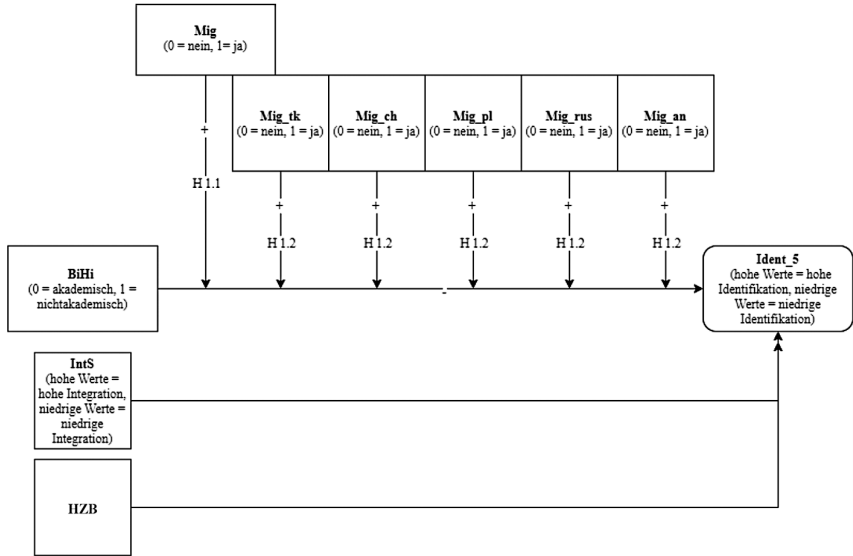 Mig
(0 = nein, 1= ja)
Mig_tk
(0 = nein, 1 = ja)
Mig_ch
(0 = nein, 1 = ja)
Mig_pl
(0 = nein, 1 = ja)
Mig_rus
(0 = nein, 1 = ja)
Mig_an
(0 = nein, 1 = ja)
+
H 1.1
+
H 1.2
+
H 1.2
+
H 1.2
+
H 1.2
+
H 1.2
BiHi
(0 = akademisch, 1 =
nichtakademisch)
-
Ident_5
(hohe Werte = hohe
Identifikation, niedrige
Werte = niedrige
Identifikation)
IntS
(hohe Werte =
hohe Integration,
niedrige Werte =
niedrige
Integration)
HZB